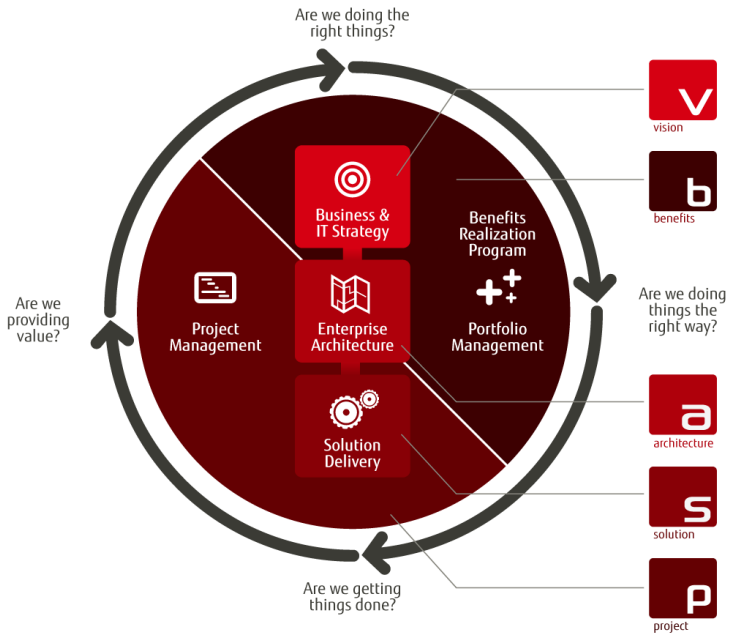 Are we doing the
right things?
v
vision
b
benefits
Business &
IT Strategy
Benefits
Realization
Program
Are we
providing
value?
Project
Management
Enterprise
Architecture
Portfolio
Management
Are we doing
things the
right way?
a
architecture
Solution
Delivery
s
solution
Are we getting
things done?
p
project